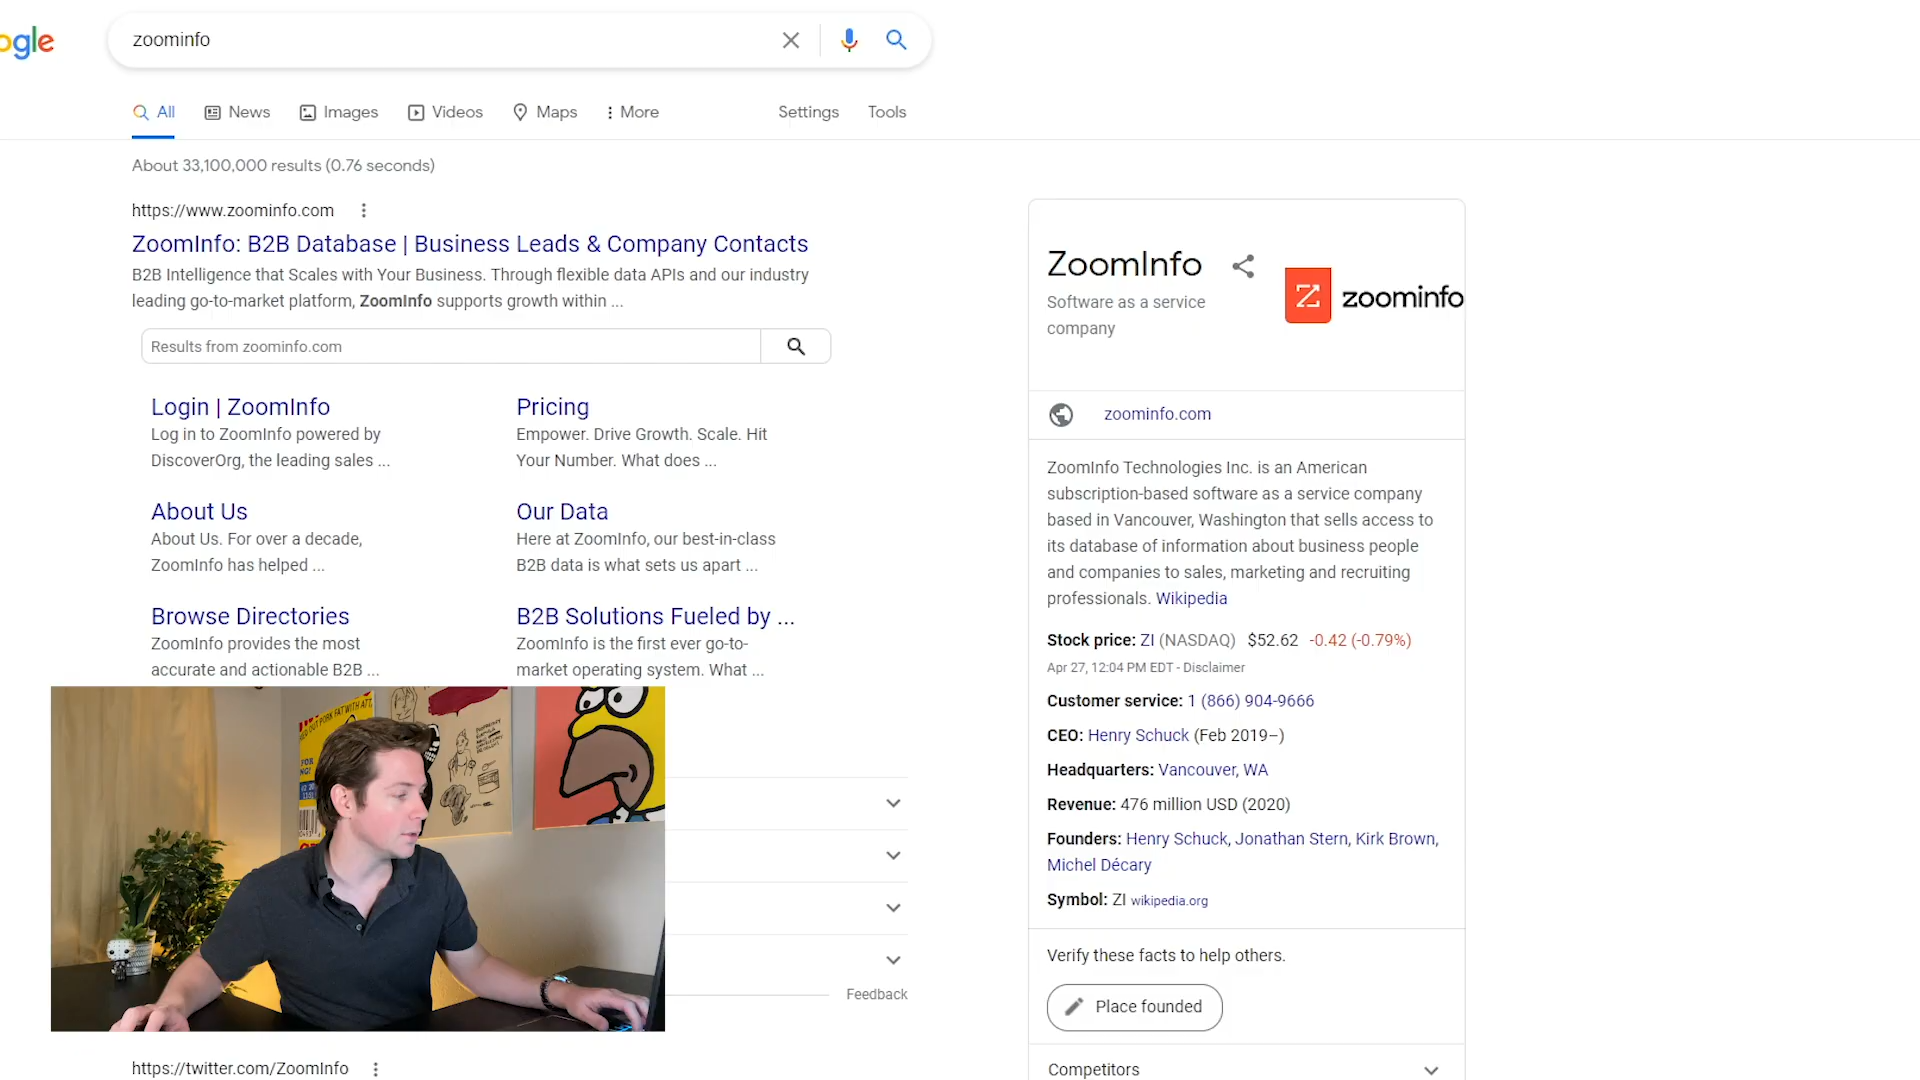 ogle
zoominfo
All
News
Images
Videos
Maps
More
Settings
Tools
About 33,100,000 results (0.76 seconds)
https://www.zoominfo.com
ZoomInfo: B2B Database | Business Leads & Company Contacts
B2B Intelligence that Scales with Your Business. Through flexible data APIs and our industry
leading go-to-market platform, ZoomInfo supports growth within ...
Results from zoominfo.com
Login | ZoomInfo
Log in to ZoomInfo powered by
DiscoverOrg, the leading sales ...
Pricing
Empower. Drive Growth. Scale. Hit
Your Number. What does ...
About Us
About Us. For over a decade,
ZoomInfo has helped ...
Our Data
Here at ZoomInfo, our best-in-class
B2B data is what sets us apart ...
Browse Directories
ZoomInfo provides the most
accurate and actionable B2B ...
B2B Solutions Fueled by ...
ZoomInfo is the first ever go-to-
market operating system. What ...
Feedback
https://twitter.com/ZoomInfo
ZoomInfo
Software as a service
company
zoominfo
zoominfo.com
ZoomInfo Technologies Inc. is an American
subscription-based software as a service company
based in Vancouver, Washington that sells access to
its database of information about business people
and companies to sales, marketing and recruiting
professionals. Wikipedia
Stock price: ZI (NASDAQ) $52.62 -0.42 (-0.79%)
Apr 27, 12:04 PM EDT - Disclaimer
Customer service: 1 (866) 904-9666
CEO: Henry Schuck (Feb 2019–)
Headquarters: Vancouver, WA
Revenue: 476 million USD (2020)
Founders: Henry Schuck, Jonathan Stern, Kirk Brown,
Michel Décary
Symbol: ZI wikipedia.org
Verify these facts to help others.
Place founded
Competitors